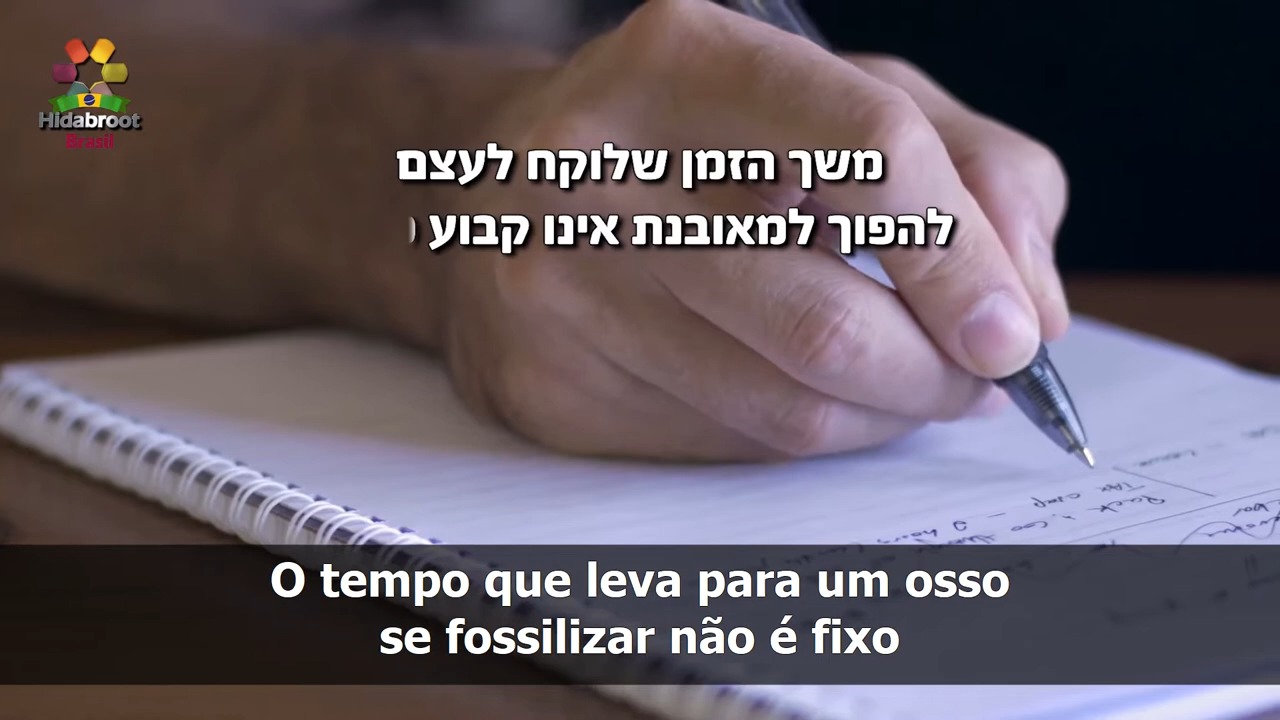 Hidabroot
Brasil
משך הזמן שלוקח לעצם
להפוך למאובנת אינו קבוע
O tempo que leva para um osso
se fossilizar não é fixo